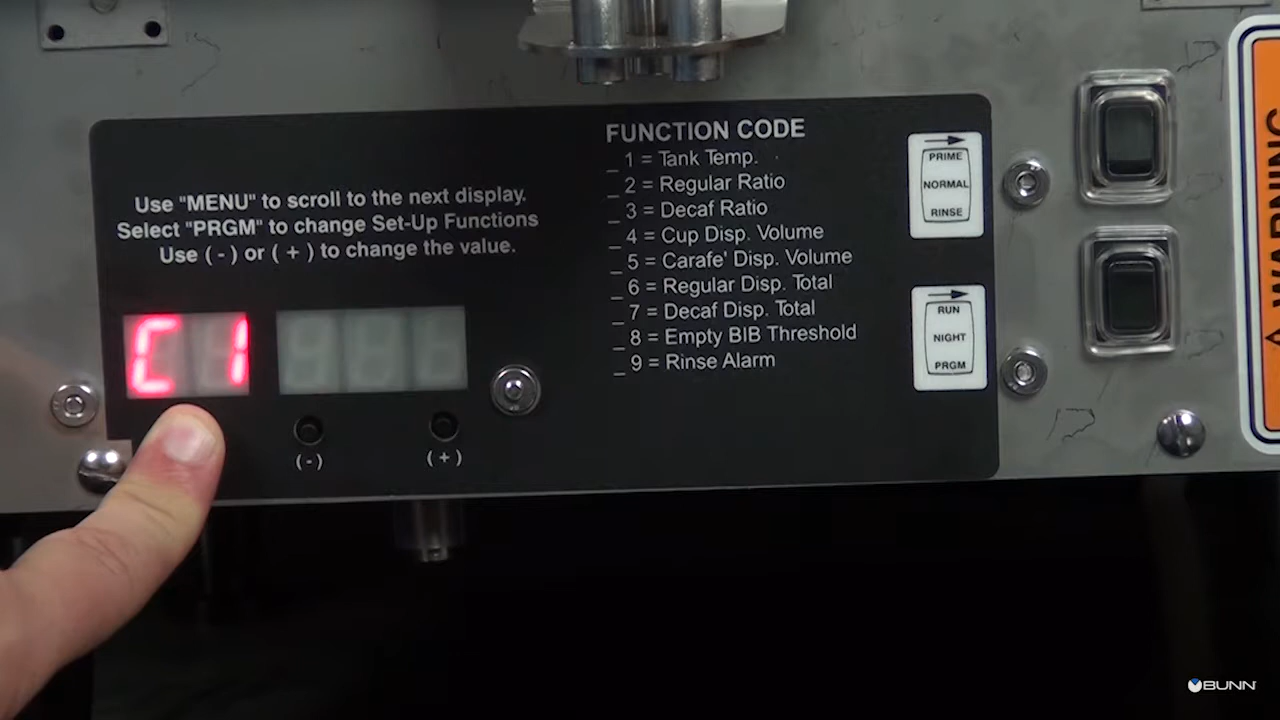 Use "MENU" to scroll to the next display.
Select "PRGM" to change Set-Up Functions
Use ( - ) or ( + ) to change the value.
C1
( - )
( + )
FUNCTION CODE
_ 1 = Tank Temp.
_ 2 = Regular Ratio
_ 3 = Decaf Ratio
_ 4 = Cup Disp. Volume
_ 5 = Carafe' Disp. Volume
_ 6 = Regular Disp. Total
_ 7 = Decaf Disp. Total
_ 8 = Empty BIB Threshold
_ 9 = Rinse Alarm
PRIME
NORMAL
RINSE
RUN
NIGHT
PRGM
WARNING
BUNN